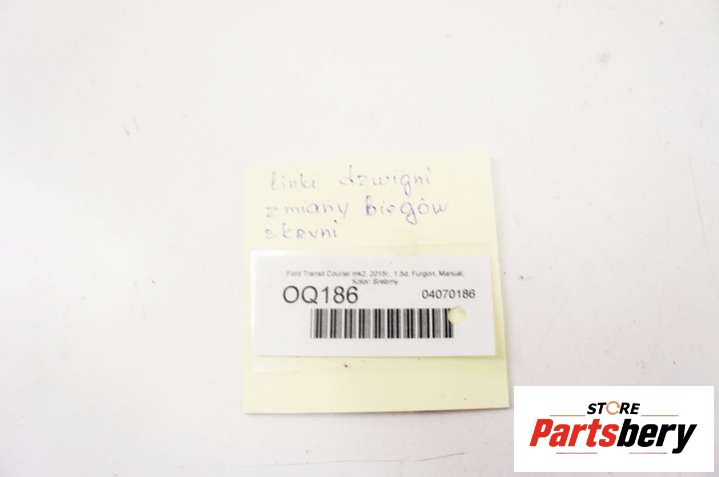 linki dzwigni
zmiany biegów
skrzyni
Ford Transit Courier mk2, 2018r., 1.5d, Furgon, Manual,
Kolor: Srebrny
OQ186
04070186
STORE
Partsbery